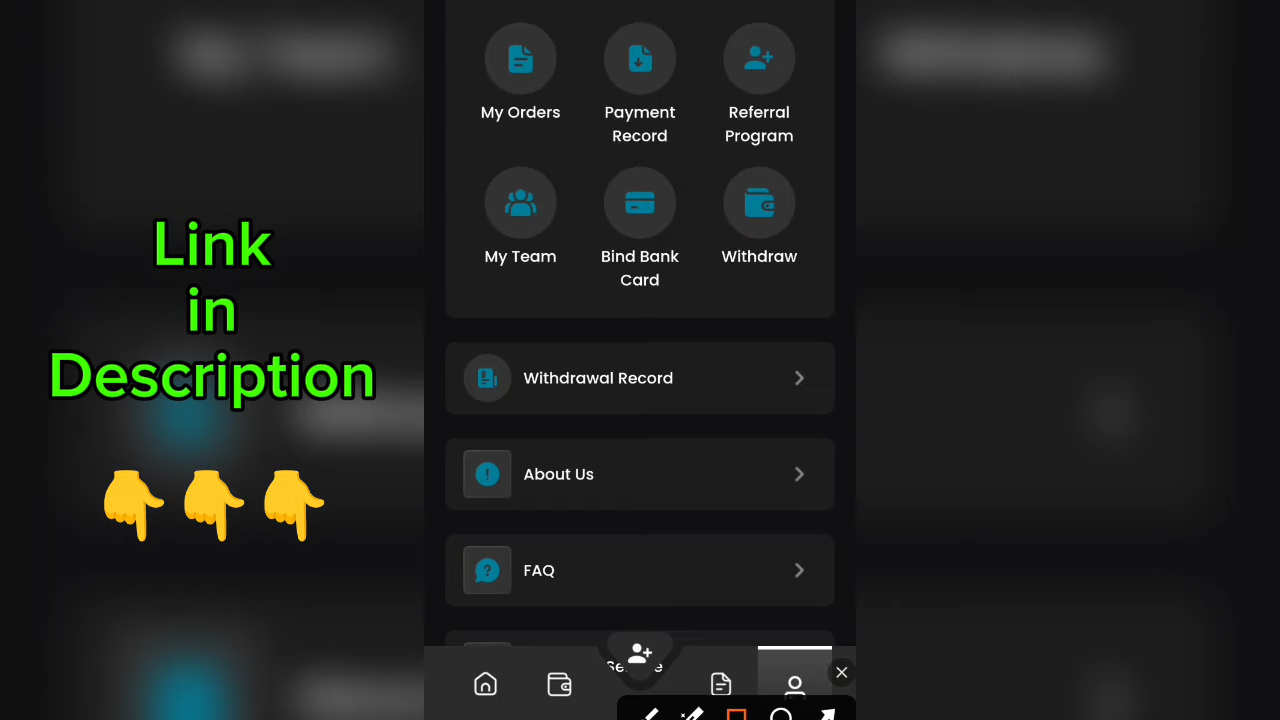 My Orders
Payment
Record
Referral
Program
My Team
Bind Bank
Card
Withdraw
Link
in
Description
Withdrawal Record
About Us
FAQ